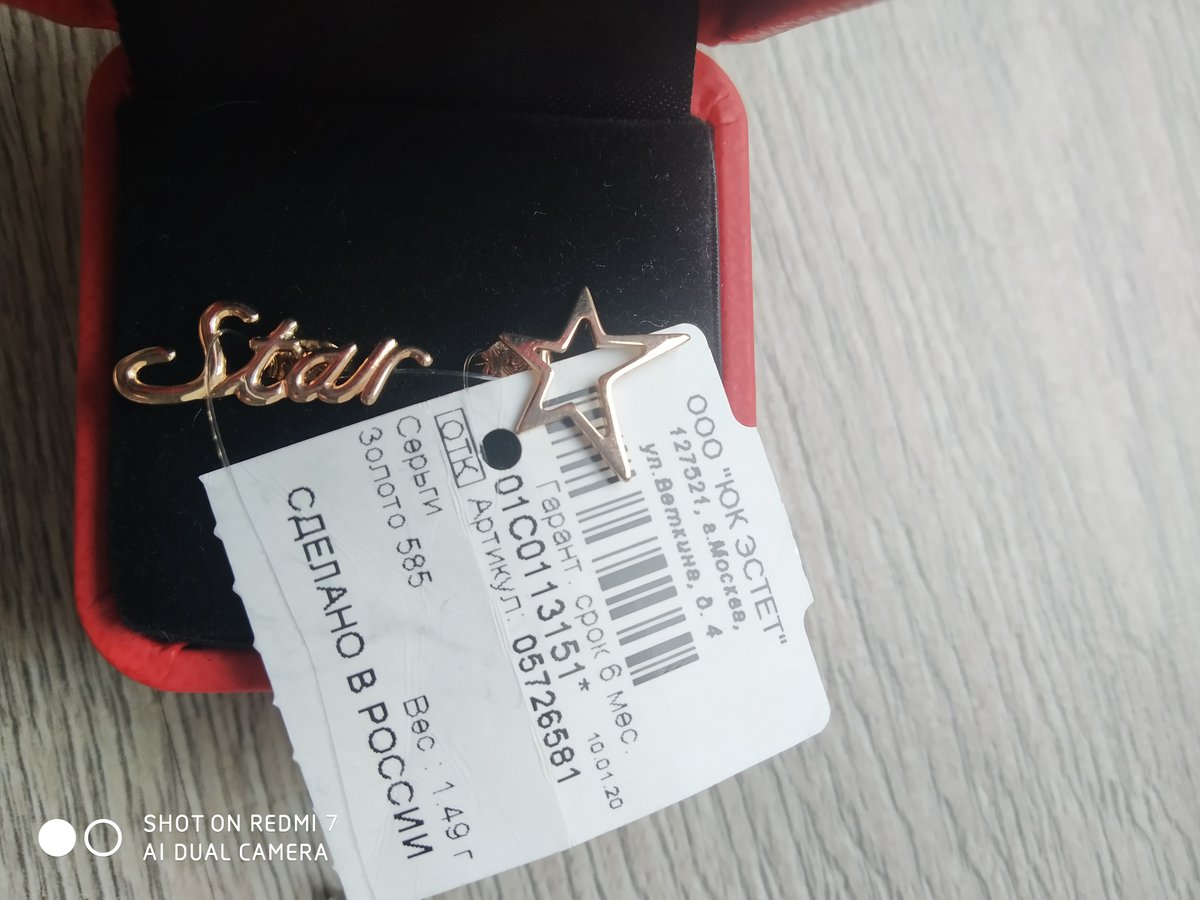 Star
ООО "ЮК ЭСТЕТ"
127521, г.Москва,
ул.Веткина, д. 4
Гарант. срок 6 мес.
10.01.20
01С0113151*
ОТК Артикул: 05726581
Серьги Вес : 1.49 г
Золото 585
СДЕЛАНО В РОССИИ
SHOT ON REDMI 7
AI DUAL CAMERA